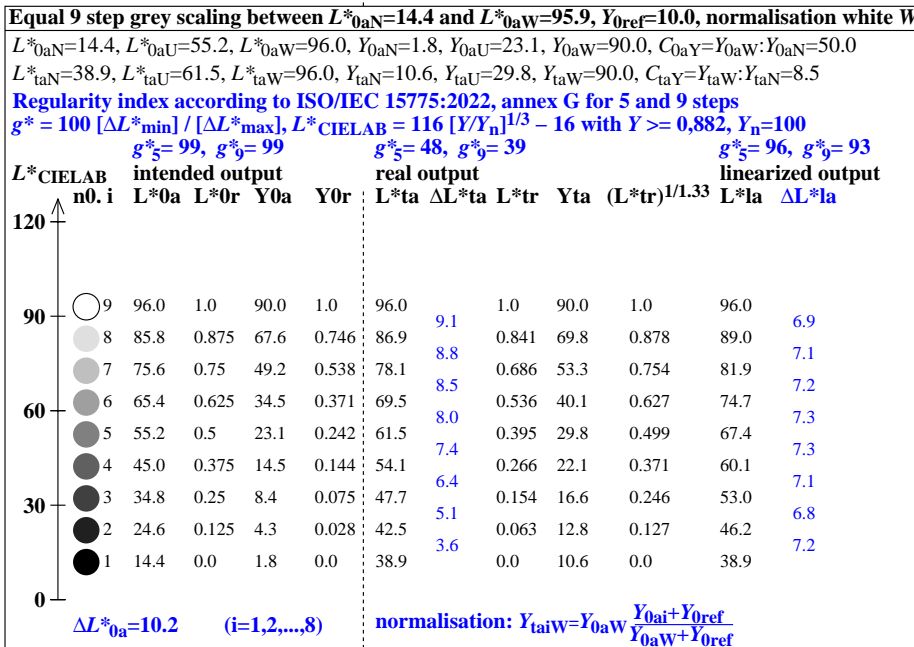 Equal 9 step grey scaling between L*0aN=14.4 and L*0aW=95.9, Y0ref=10.0, normalisation white W
L*0aN=14.4, L*0aU=55.2, L*0aW=96.0, Y0aN=1.8, Y0aU=23.1, Y0aW=90.0, C0aY=Y0aW:Y0aN=50.0
L*taN=38.9, L*taU=61.5, L*taW=96.0, YtaN=10.6, YtaU=29.8, YtaW=90.0, CtaY=YtaW:YtaN=8.5
Regularity index according to ISO/IEC 15775:2022, annex G for 5 and 9 steps
g* = 100 [ΔL*min] / [ΔL*max], L*CIELAB = 116 [Y/Yn]1/3 – 16 with Y >= 0,882, Yn=100
g*5= 99, g*9= 99 g*5= 48, g*9= 39 g*5= 96, g*9= 93
L*CIELAB intended output real output linearized output
n0. i L*0a L*0r Y0a Y0r L*ta ΔL*ta L*tr Yta (L*tr)1/1.33 L*la ΔL*la
120
9 96.0 1.0 90.0 1.0 96.0 1.0 90.0 1.0 96.0
90 9.1 6.9
8 85.8 0.875 67.6 0.746 86.9 0.841 69.8 0.878 89.0
8.8 7.1
7 75.6 0.75 49.2 0.538 78.1 0.686 53.3 0.754 81.9
8.5 7.2
60 6 65.4 0.625 34.5 0.371 69.5 0.536 40.1 0.627 74.7
8.0 7.3
5 55.2 0.5 23.1 0.242 61.5 0.395 29.8 0.499 67.4
7.4 7.3
4 45.0 0.375 14.5 0.144 54.1 0.266 22.1 0.371 60.1
6.4 7.1
30 3 34.8 0.25 8.4 0.075 47.7 0.154 16.6 0.246 53.0
5.1 6.8
2 24.6 0.125 4.3 0.028 42.5 0.063 12.8 0.127 46.2
3.6 7.2
1 14.4 0.0 1.8 0.0 38.9 0.0 10.6 0.0 38.9
0
ΔL*0a=10.2 (i=1,2,...,8) normalisation: YtaiW=Y0aW Y0ai+Y0ref
Y0aW+Y0ref